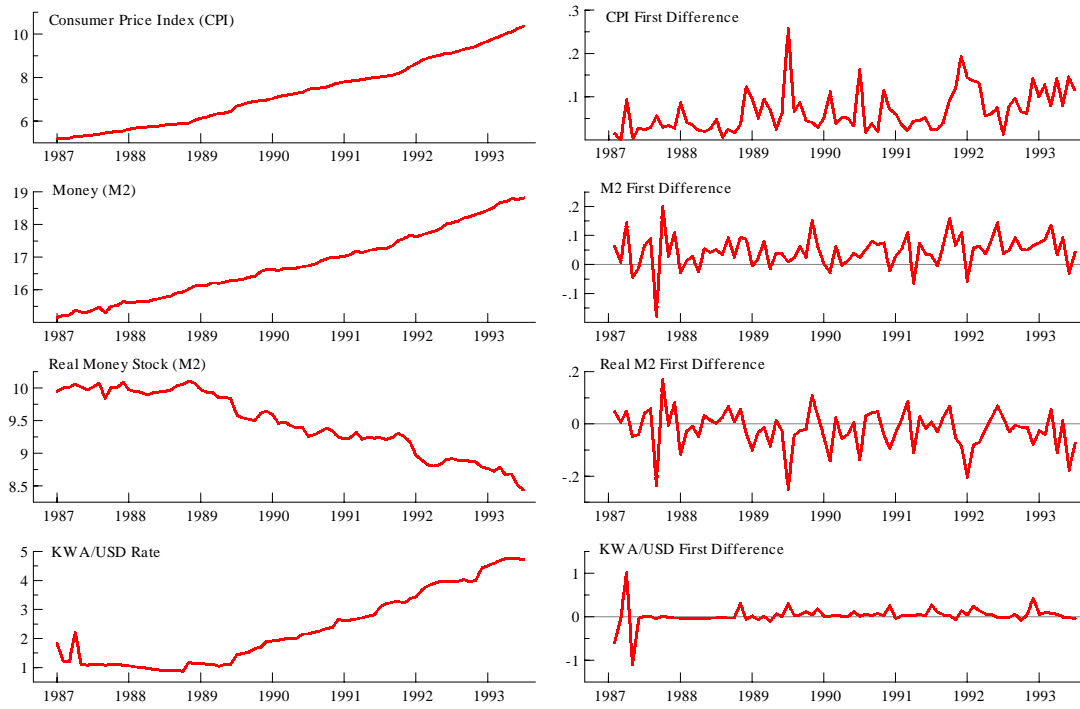 Consumer Price Index (CPI)
10
8
6
1987 1988 1989 1990 1991 1992 1993
CPI First Difference
.3
.2
.1
1987 1988 1989 1990 1991 1992 1993
Money (M2)
19
18
17
16
1987 1988 1989 1990 1991 1992 1993
M2 First Difference
.2
.1
0
-.1
1987 1988 1989 1990 1991 1992 1993
Real Money Stock (M2)
10
9.5
9
8.5
1987 1988 1989 1990 1991 1992 1993
Real M2 First Difference
.2
0
-.2
1987 1988 1989 1990 1991 1992 1993
KWA/USD Rate
5
4
3
2
1
1987 1988 1989 1990 1991 1992 1993
KWA/USD First Difference
1
0
-1
1987 1988 1989 1990 1991 1992 1993